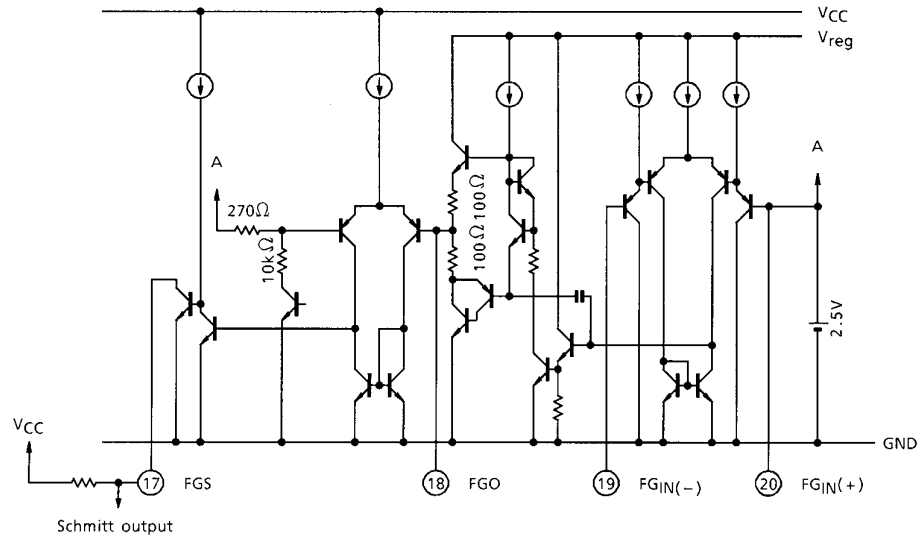 VCC
Vreg
A
A
270Ω
100Ω
100Ω
10kΩ
2.5V
VCC
GND
17 FGS
18 FGO
19 FGIN(−)
20 FGIN(+)
Schmitt output